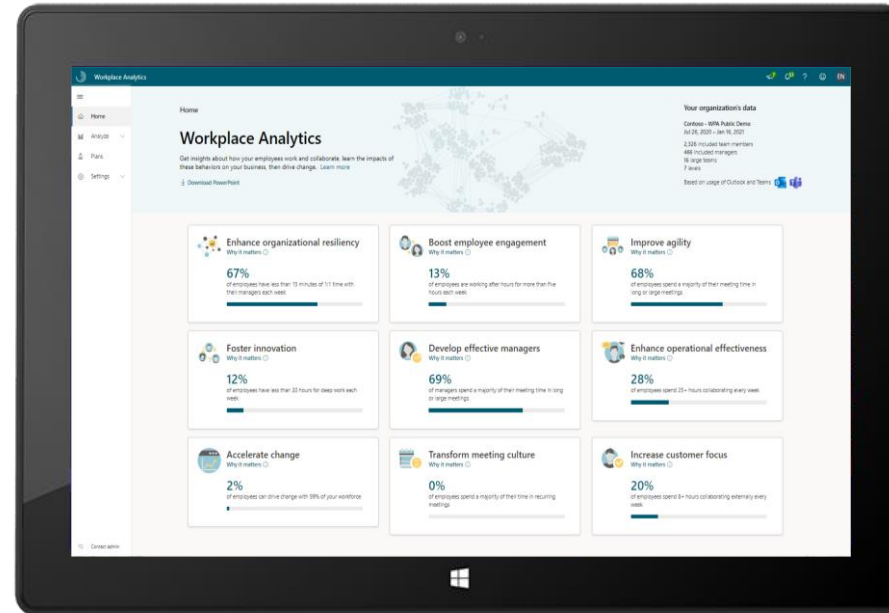 Workplace Analytics
EN
Home
Analyze
Plans
Settings
Contact admin
Home
Workplace Analytics
Get insights about how your employees work and collaborate, learn the impacts of
these behaviors on your business, then drive change. Learn more
Download PowerPoint
Your organization's data
Contoso - WPA Public Demo
Jul 26, 2020 - Jan 16, 2021
2,326 included team members
466 included managers
16 large teams
7 levels
Based on usage of Outlook and Teams
Enhance organizational resiliency
Why it matters
67%
of employees have less than 15 minutes of 1:1 time with
their managers each week
Boost employee engagement
Why it matters
13%
of employees are working after hours for more than five
hours each week
Improve agility
Why it matters
68%
of employees spend a majority of their meeting time in
long or large meetings
Foster innovation
Why it matters
12%
of employees have less than 20 hours for deep work each
week
Develop effective managers
Why it matters
69%
of managers spend a majority of their meeting time in long
or large meetings
Enhance operational effectiveness
Why it matters
28%
of employees spend 25+ hours collaborating every week
Accelerate change
Why it matters
2%
of employees can drive change with 59% of your workforce
Transform meeting culture
Why it matters
0%
of employees spend a majority of their time in recurring
meetings
Increase customer focus
Why it matters
20%
of employees spend 8+ hours collaborating externally every
week